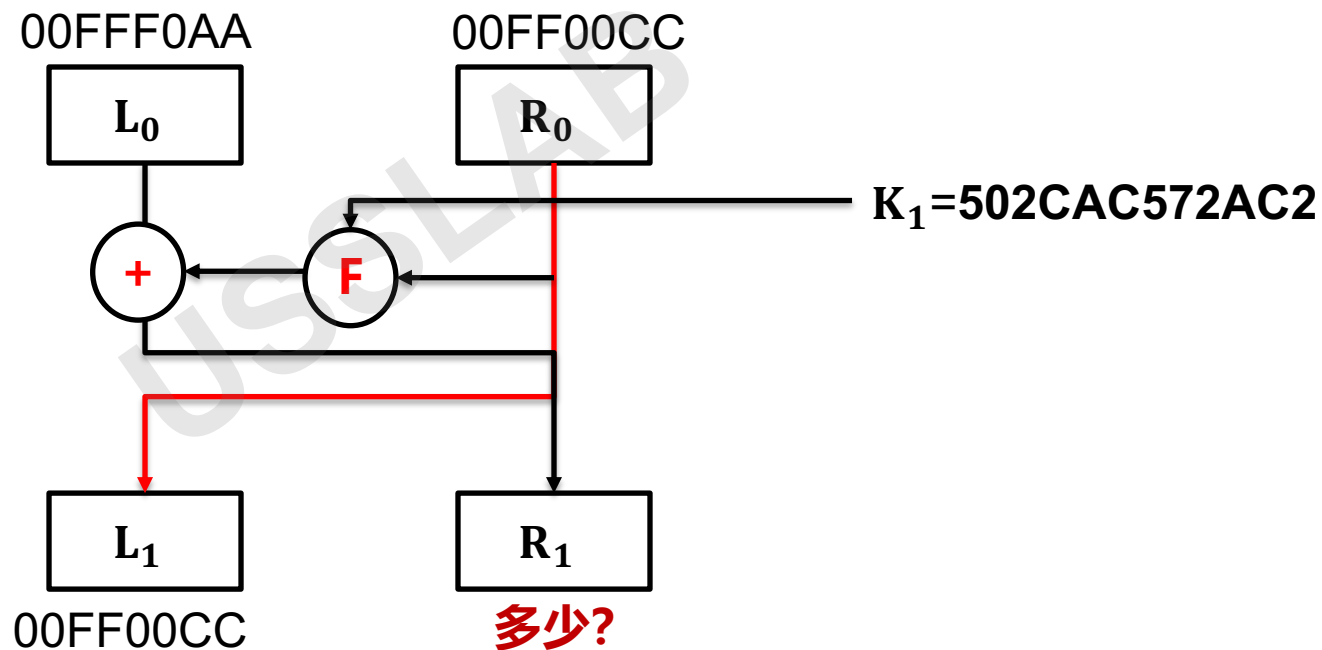 00FFF0AA
00FF00CC
L₀
R₀
K₁=502CAC572AC2
+
F
L₁
R₁
00FF00CC
多少?
USSLAB